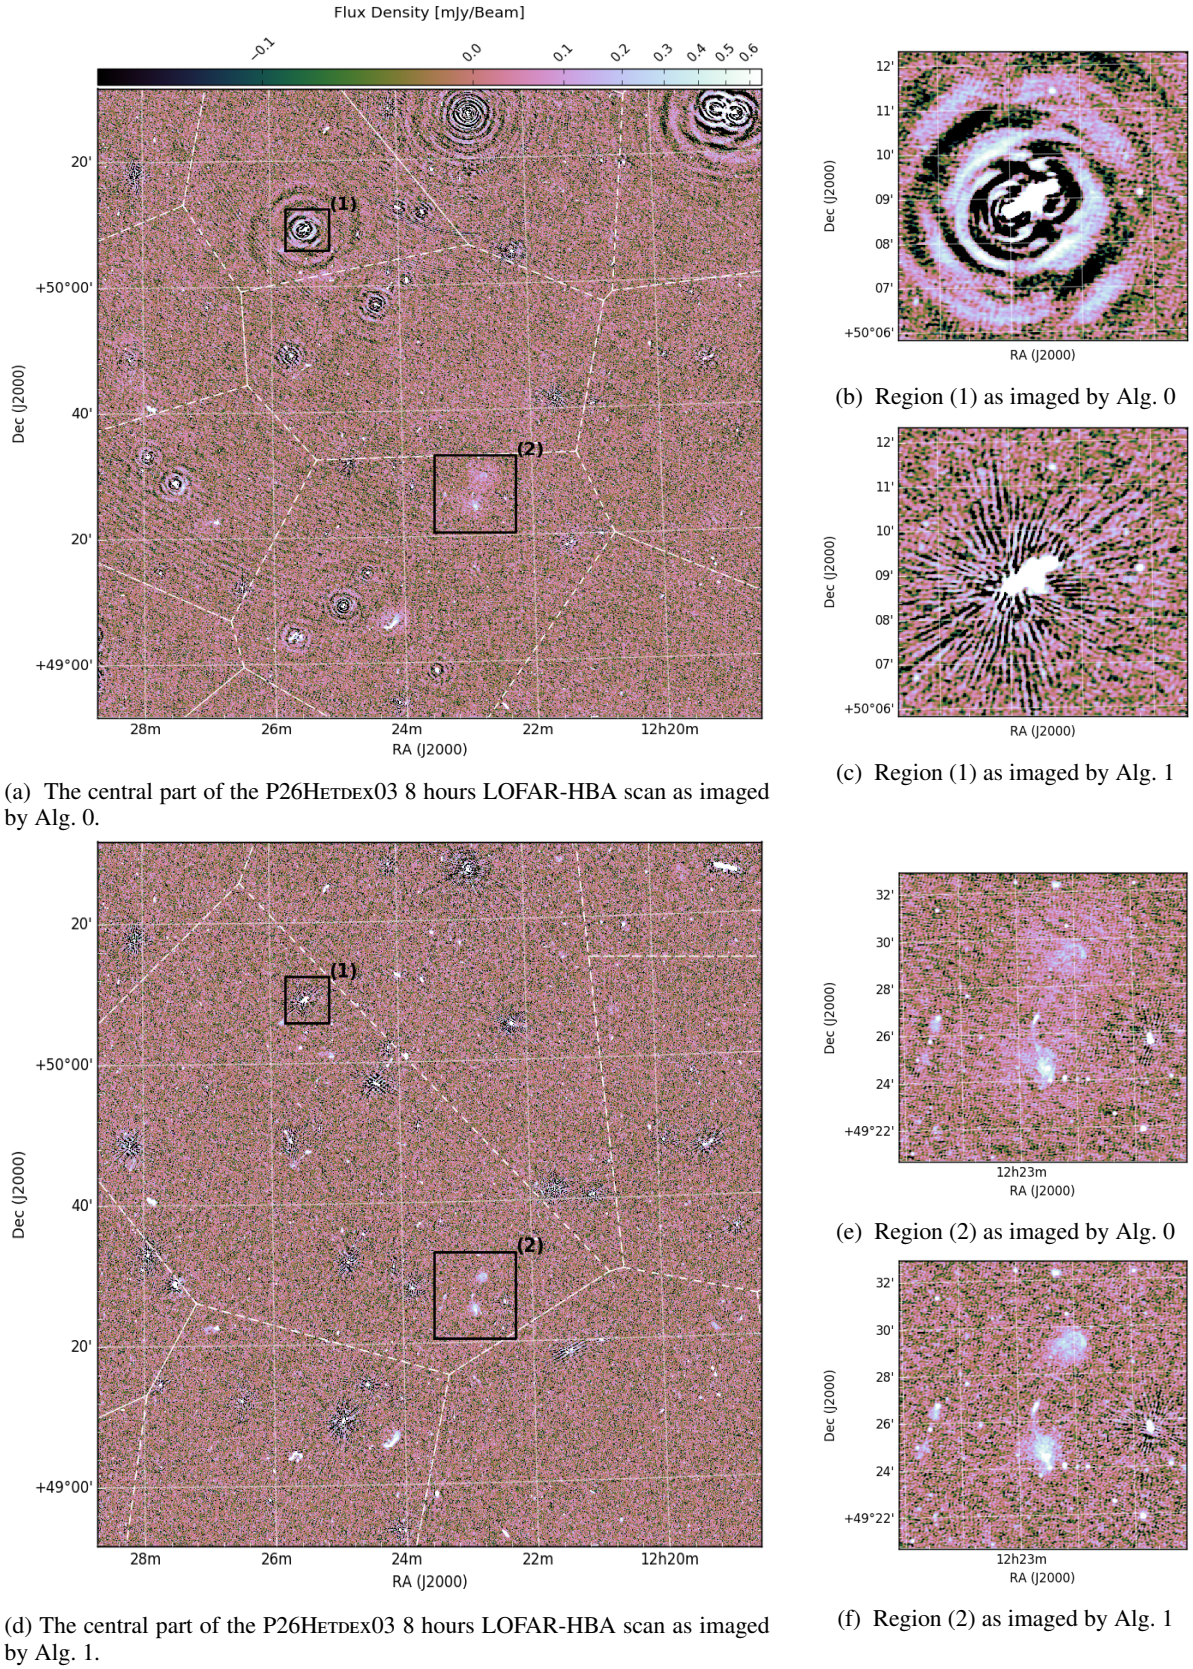 Flux Density [mJy/Beam]
−0.1
0.0
0.1
0.2
0.3
0.4
0.5
0.6
20'
+50°00'
40'
20'
+49°00'
Dec (J2000)
(1)
(2)
28m
26m
24m
22m
12h20m
RA (J2000)
(a) The central part of the P26HETDEX03 8 hours LOFAR-HBA scan as imaged
by Alg. 0.
12'
11'
10'
09'
08'
07'
+50°06'
Dec (J2000)
RA (J2000)
(b) Region (1) as imaged by Alg. 0
12'
11'
10'
09'
08'
07'
+50°06'
Dec (J2000)
RA (J2000)
(c) Region (1) as imaged by Alg. 1
20'
+50°00'
40'
20'
+49°00'
Dec (J2000)
(1)
(2)
28m
26m
24m
22m
12h20m
RA (J2000)
(d) The central part of the P26HETDEX03 8 hours LOFAR-HBA scan as imaged
by Alg. 1.
32'
30'
28'
26'
24'
+49°22'
Dec (J2000)
12h23m
RA (J2000)
(e) Region (2) as imaged by Alg. 0
32'
30'
28'
26'
24'
+49°22'
Dec (J2000)
12h23m
RA (J2000)
(f) Region (2) as imaged by Alg. 1